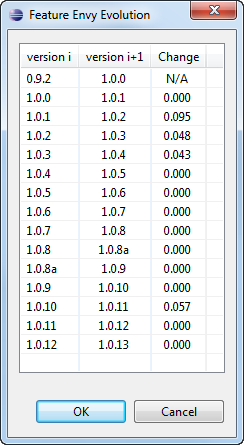 Feature Envy Evolution
version i version i+1 Change
0.9.2 1.0.0 N/A
1.0.0 1.0.1 0.000
1.0.1 1.0.2 0.095
1.0.2 1.0.3 0.048
1.0.3 1.0.4 0.043
1.0.4 1.0.5 0.000
1.0.5 1.0.6 0.000
1.0.6 1.0.7 0.000
1.0.7 1.0.8 0.000
1.0.8 1.0.8a 0.000
1.0.8a 1.0.9 0.000
1.0.9 1.0.10 0.000
1.0.10 1.0.11 0.057
1.0.11 1.0.12 0.000
1.0.12 1.0.13 0.000
OK Cancel